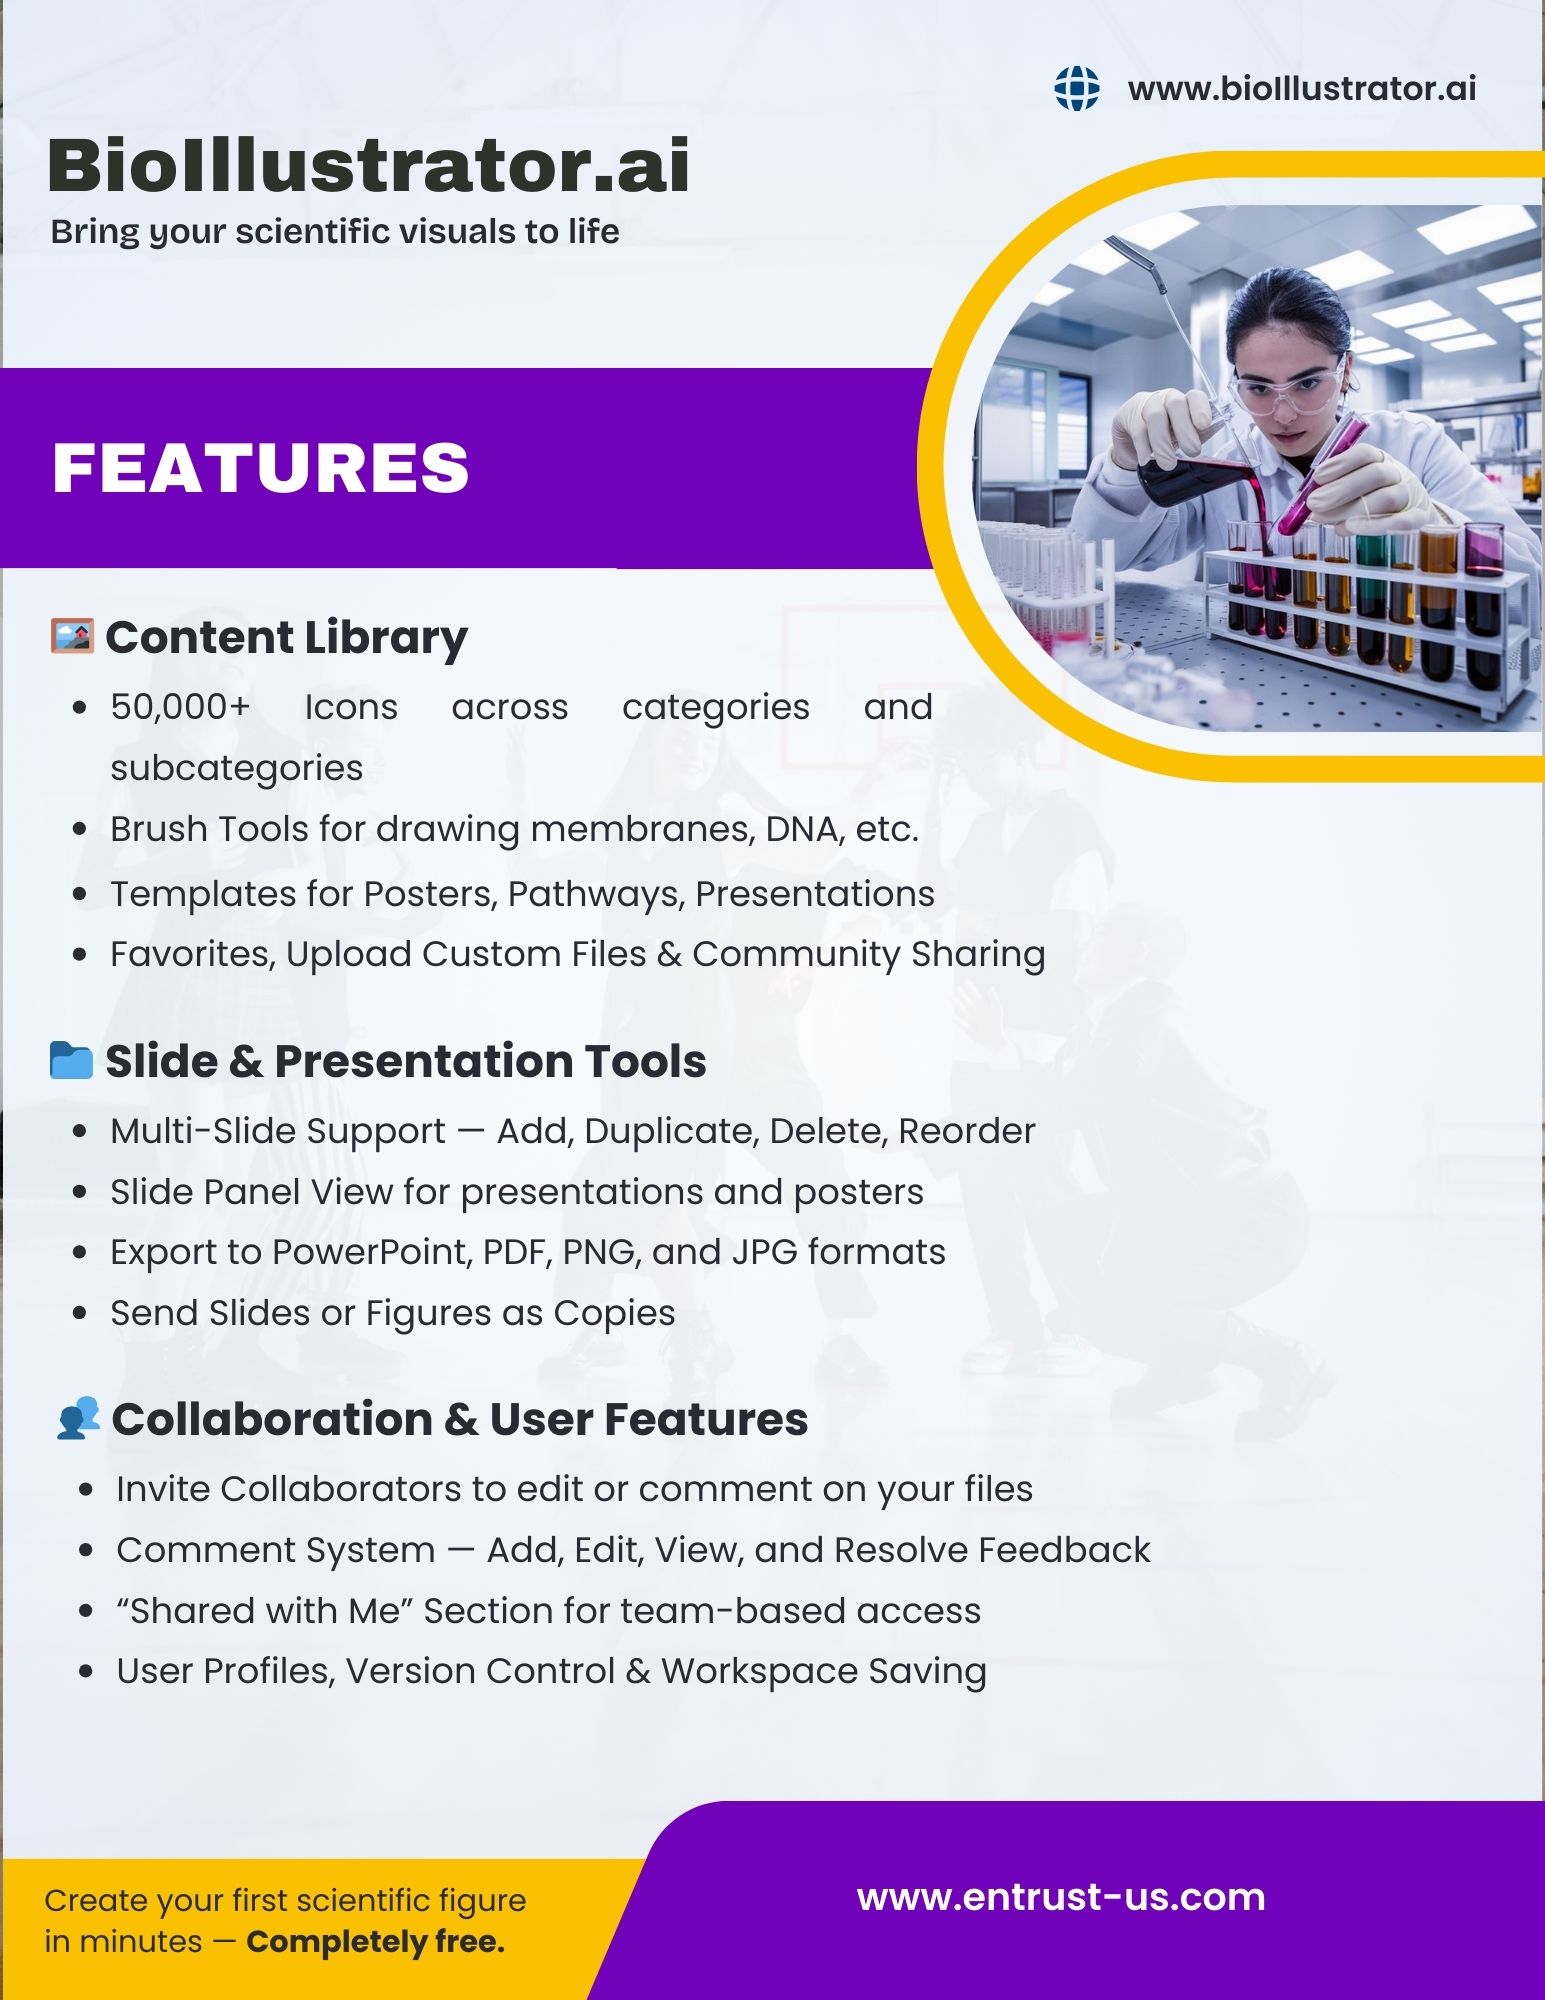 www.bioIllustrator.ai
BioIllustrator.ai
Bring your scientific visuals to life
FEATURES
Content Library
50,000+ Icons across categories and
subcategories
Brush Tools for drawing membranes, DNA, etc.
Templates for Posters, Pathways, Presentations
Favorites, Upload Custom Files & Community Sharing
Slide & Presentation Tools
Multi-Slide Support — Add, Duplicate, Delete, Reorder
Slide Panel View for presentations and posters
Export to PowerPoint, PDF, PNG, and JPG formats
Send Slides or Figures as Copies
Collaboration & User Features
Invite Collaborators to edit or comment on your files
Comment System — Add, Edit, View, and Resolve Feedback
“Shared with Me” Section for team-based access
User Profiles, Version Control & Workspace Saving
Create your first scientific figure
in minutes — Completely free.
www.entrust-us.com